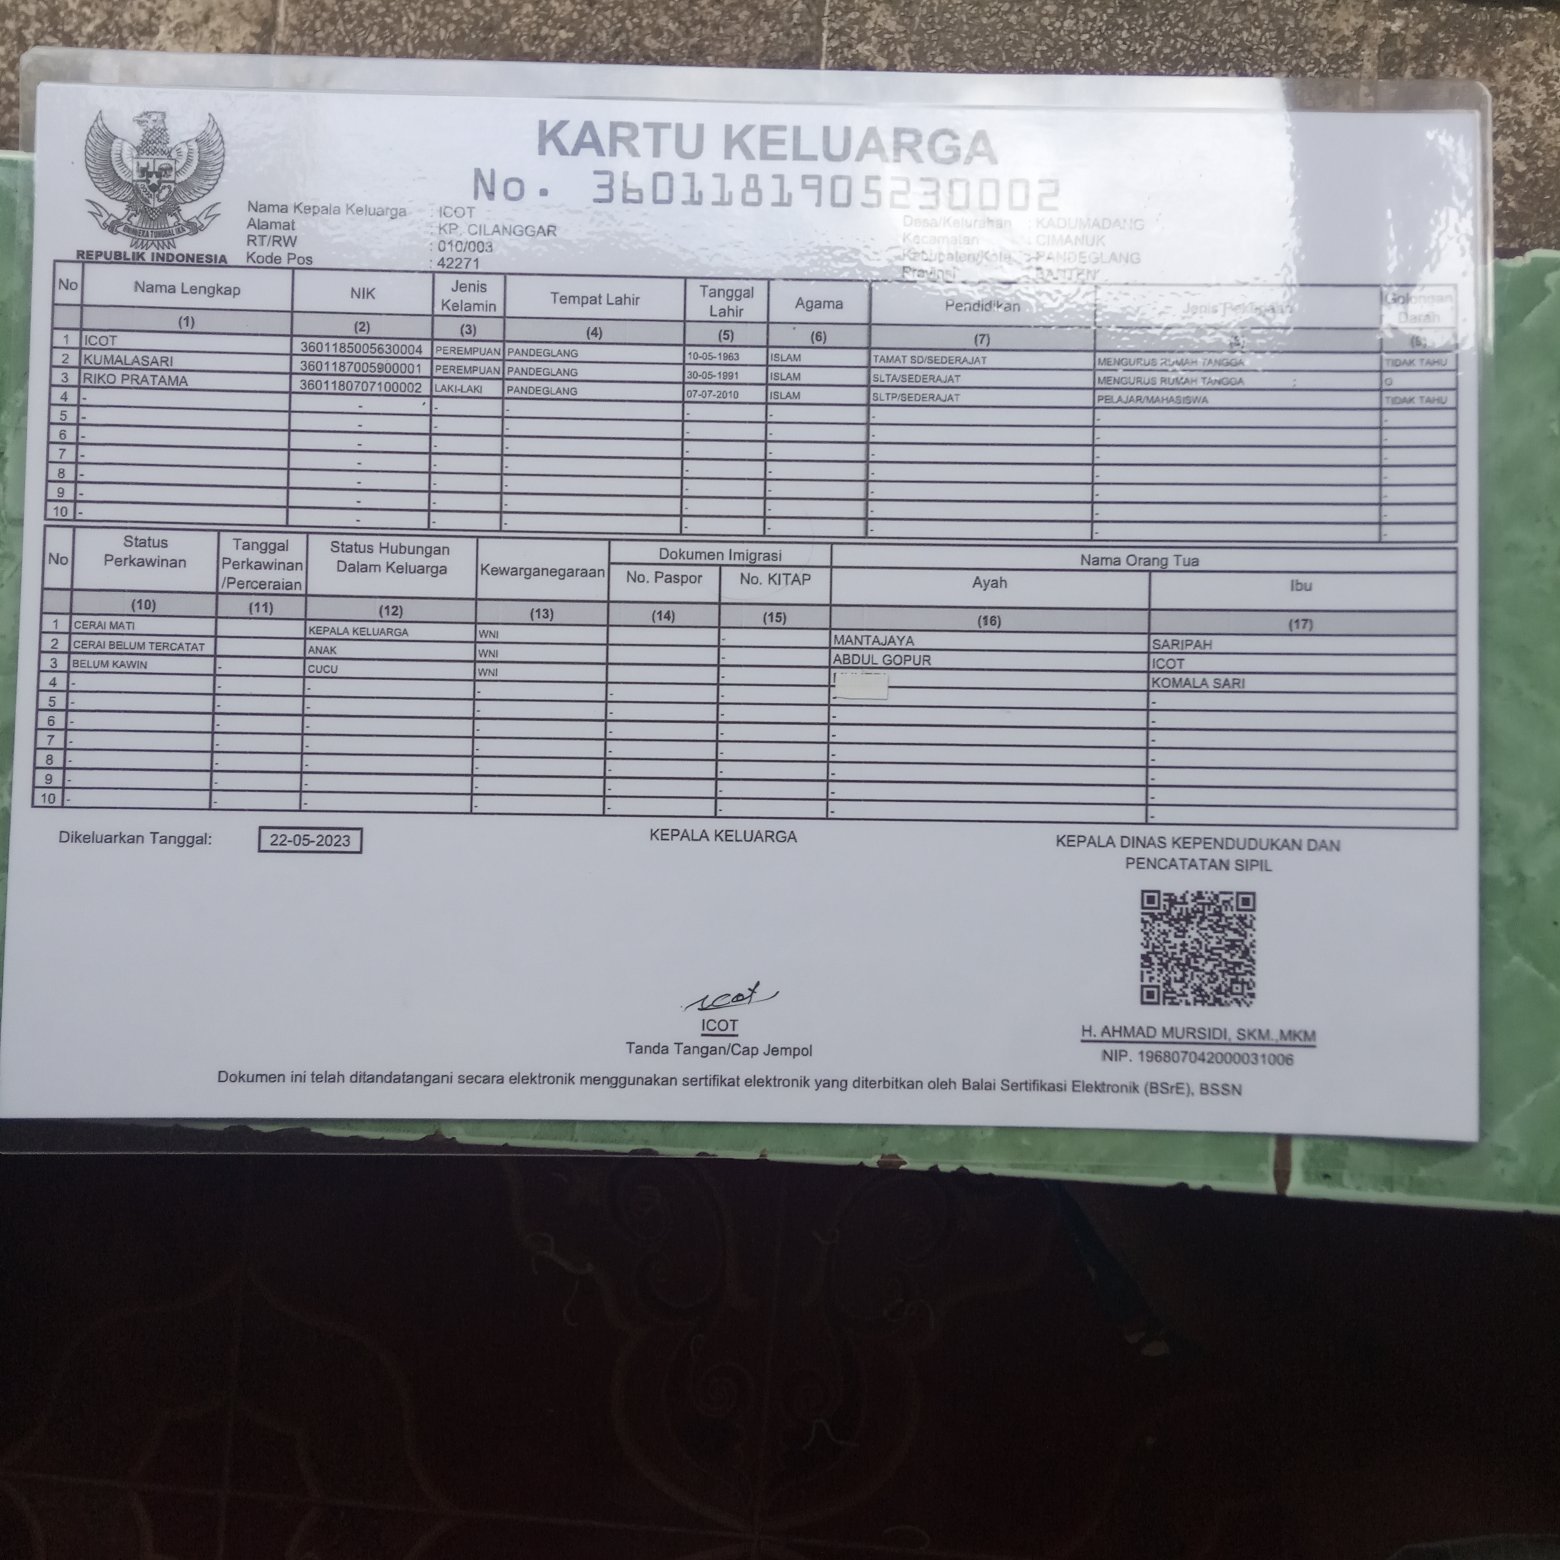 KARTU KELUARGA
No. 3601181905230002
REPUBLIK INDONESIA
Nama Kepala Keluarga : ICOT
Alamat : KP. CILANGGAR
RT/RW : 010/003
Kode Pos : 42271
Desa/Kelurahan : KADUMADANG
Kecamatan : CIMANUK
Kabupaten/Kota : PANDEGLANG
Provinsi : BANTEN
No Nama Lengkap NIK Jenis Kelamin Tempat Lahir Tanggal Lahir Agama Pendidikan Jenis Pekerjaan Golongan Darah
(1) (2) (3) (4) (5) (6) (7) (8)
1 ICOT 3601185005630004 PEREMPUAN PANDEGLANG 10-05-1963 ISLAM TAMAT SD/SEDERAJAT MENGURUS RUMAH TANGGA TIDAK TAHU
2 KUMALASARI 3601187005900001 PEREMPUAN PANDEGLANG 30-05-1991 ISLAM SLTA/SEDERAJAT MENGURUS RUMAH TANGGA O
3 RIKO PRATAMA 3601180707100002 LAKI-LAKI PANDEGLANG 07-07-2010 ISLAM SLTP/SEDERAJAT PELAJAR/MAHASISWA TIDAK TAHU
4 - - - - - - - - -
5 - - - - - - - - -
6 - - - - - - - - -
7 - - - - - - - - -
8 - - - - - - - - -
9 - - - - - - - - -
10 - - - - - - - - -
No Status Perkawinan Tanggal Perkawinan /Perceraian Status Hubungan Dalam Keluarga Kewarganegaraan Dokumen Imigrasi Nama Orang Tua
No. Paspor No. KITAP Ayah Ibu
(10) (11) (12) (13) (14) (15) (16) (17)
1 CERAI MATI KEPALA KELUARGA WNI - MANTAJAYA SARIPAH
2 CERAI BELUM TERCATAT ANAK WNI - ABDUL GOPUR ICOT
3 BELUM KAWIN - CUCU WNI - KOMALA SARI
4 - - - - - - - -
5 - - - - - - - -
6 - - - - - - - -
7 - - - - - - - -
8 - - - - - - - -
9 - - - - - - - -
10 - - - - - - - -
Dikeluarkan Tanggal: 22-05-2023
KEPALA KELUARGA
icot
ICOT
Tanda Tangan/Cap Jempol
KEPALA DINAS KEPENDUDUKAN DAN
PENCATATAN SIPIL
H. AHMAD MURSIDI, SKM.,MKM
NIP. 196807042000031006
Dokumen ini telah ditandatangani secara elektronik menggunakan sertifikat elektronik yang diterbitkan oleh Balai Sertifikasi Elektronik (BSrE), BSSN